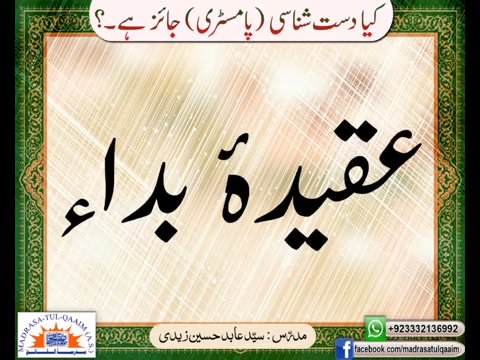 کیا دست شناسی (پامسٹری) جائز ہے۔؟
عقیدۂ بداء
مدرّس : سیّد عابد حسین زیدی
+923332136992
facebook.com/madrasatulqaaim
MADRASA-TUL-QAAIM (A.S.)